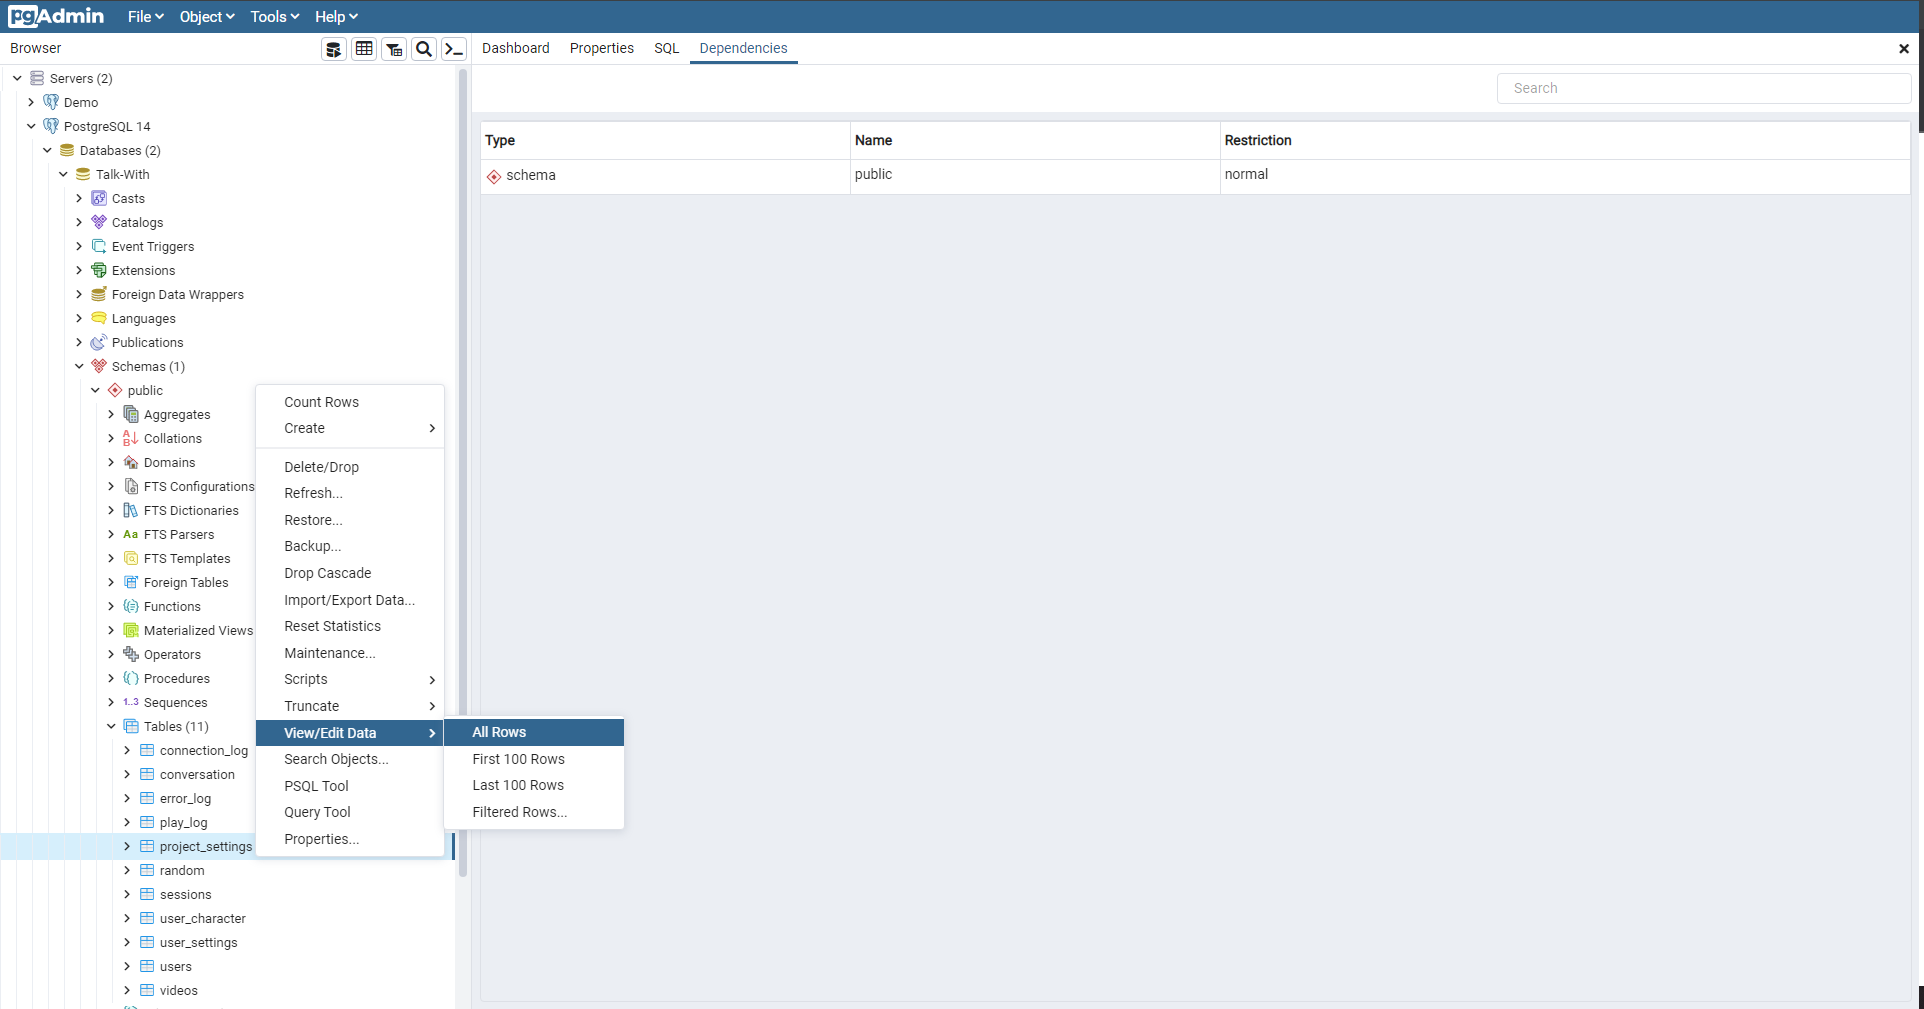 pgAdmin File Object Tools Help
Browser
Dashboard Properties SQL Dependencies
Search
Type Name Restriction
schema public normal
Servers (2)
Demo
PostgreSQL 14
Databases (2)
Talk-With
Casts
Catalogs
Event Triggers
Extensions
Foreign Data Wrappers
Languages
Publications
Schemas (1)
public
Aggregates
Collations
Domains
FTS Configurations
FTS Dictionaries
Aa FTS Parsers
FTS Templates
Foreign Tables
Functions
Materialized Views
Operators
Procedures
1..3 Sequences
Tables (11)
connection_log
conversation
error_log
play_log
project_settings
random
sessions
user_character
user_settings
users
videos
Count Rows
Create
Delete/Drop
Refresh...
Restore...
Backup...
Drop Cascade
Import/Export Data...
Reset Statistics
Maintenance...
Scripts
Truncate
View/Edit Data
Search Objects...
PSQL Tool
Query Tool
Properties...
All Rows
First 100 Rows
Last 100 Rows
Filtered Rows...